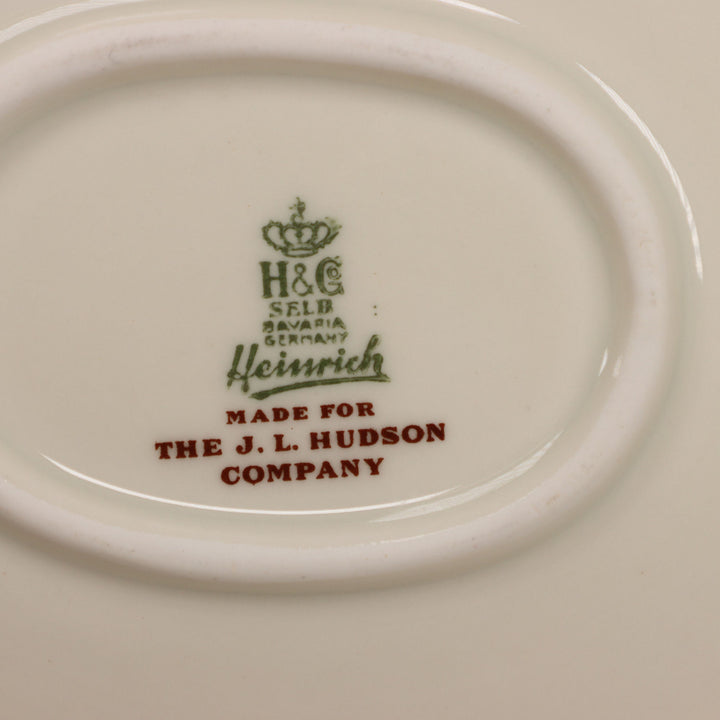 H&Co
SELB
BAVARIA
GERMANY
Heinrich
MADE FOR
THE J. L. HUDSON
COMPANY